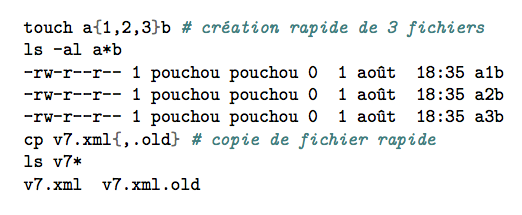 touch a{1,2,3}b # création rapide de 3 fichiers
ls -al a*b
-rw-r--r-- 1 pouchou pouchou 0 1 août 18:35 a1b
-rw-r--r-- 1 pouchou pouchou 0 1 août 18:35 a2b
-rw-r--r-- 1 pouchou pouchou 0 1 août 18:35 a3b
cp v7.xml{,.old} # copie de fichier rapide
ls v7*
v7.xml v7.xml.old